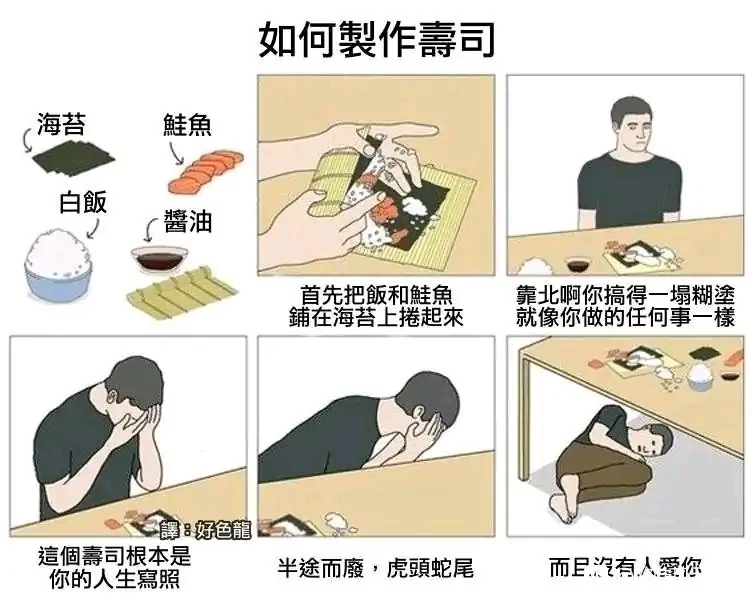 如何製作壽司
海苔
鮭魚
白飯
醬油
首先把飯和鮭魚
鋪在海苔上捲起來
靠北啊你搞得一塌糊塗
就像你做的任何事一樣
譯：好色龍
這個壽司根本是
你的人生寫照
半途而廢，虎頭蛇尾
而且沒有人愛你